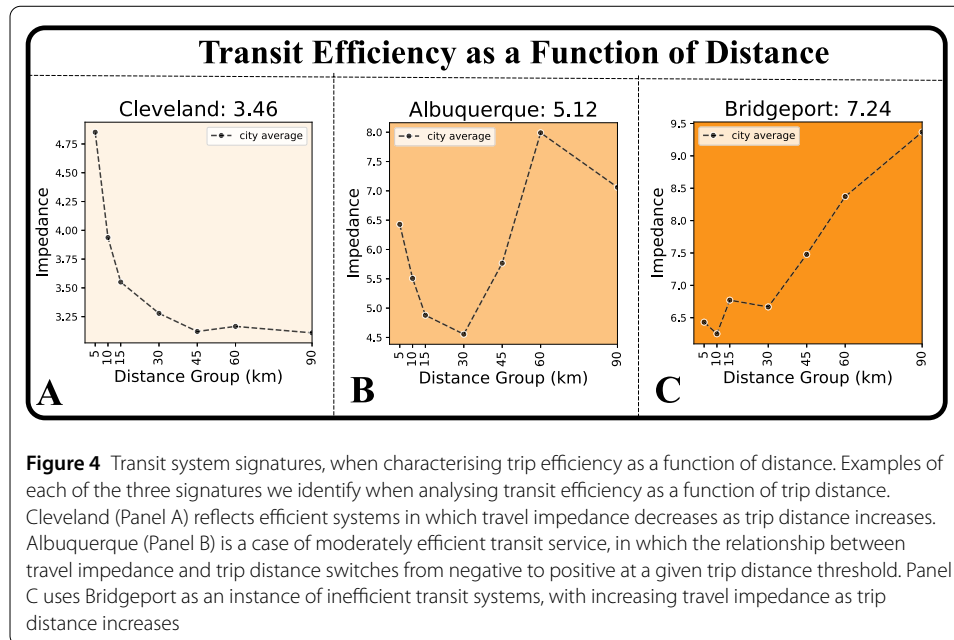 Transit Efficiency as a Function of Distance
Cleveland: 3.46
city average
4.75
4.50
4.25
4.00
3.75
3.50
3.25
Impedance
5
10
15
30
45
60
90
Distance Group (km)
A
Albuquerque: 5.12
city average
8.0
7.5
7.0
6.5
6.0
5.5
5.0
4.5
Impedance
5
10
15
30
45
60
90
Distance Group (km)
B
Bridgeport: 7.24
city average
9.5
9.0
8.5
8.0
7.5
7.0
6.5
Impedance
5
10
15
30
45
60
90
Distance Group (km)
C
Figure 4 Transit system signatures, when characterising trip efficiency as a function of distance. Examples of
each of the three signatures we identify when analysing transit efficiency as a function of trip distance.
Cleveland (Panel A) reflects efficient systems in which travel impedance decreases as trip distance increases.
Albuquerque (Panel B) is a case of moderately efficient transit service, in which the relationship between
travel impedance and trip distance switches from negative to positive at a given trip distance threshold. Panel
C uses Bridgeport as an instance of inefficient transit systems, with increasing travel impedance as trip
distance increases